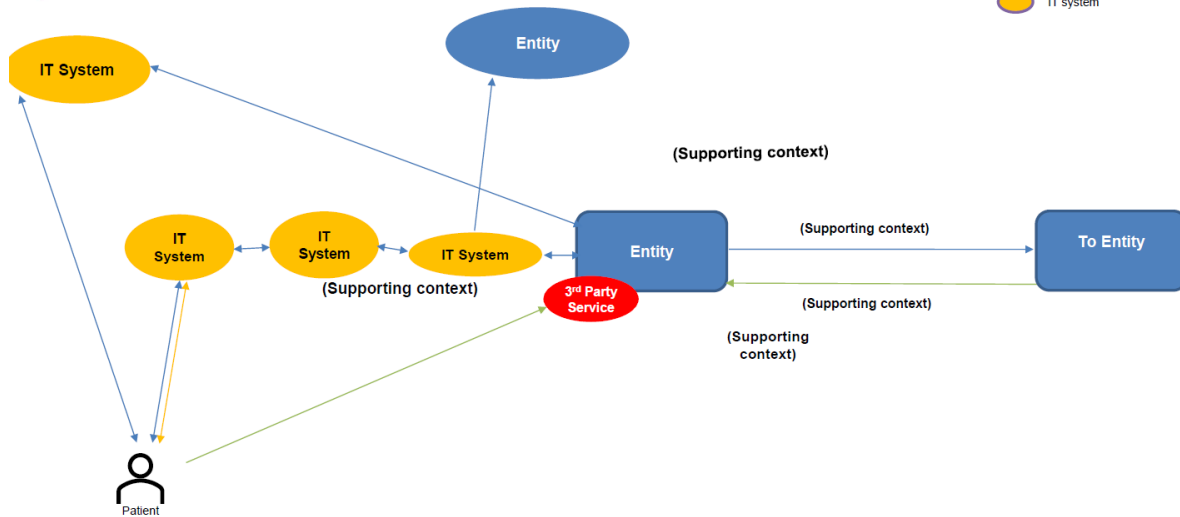 IT system
Entity
IT System
(Supporting context)
IT
System
IT
System
IT System
(Supporting context)
Entity
3rd Party
Service
(Supporting context)
To Entity
(Supporting context)
(Supporting
context)
Patient